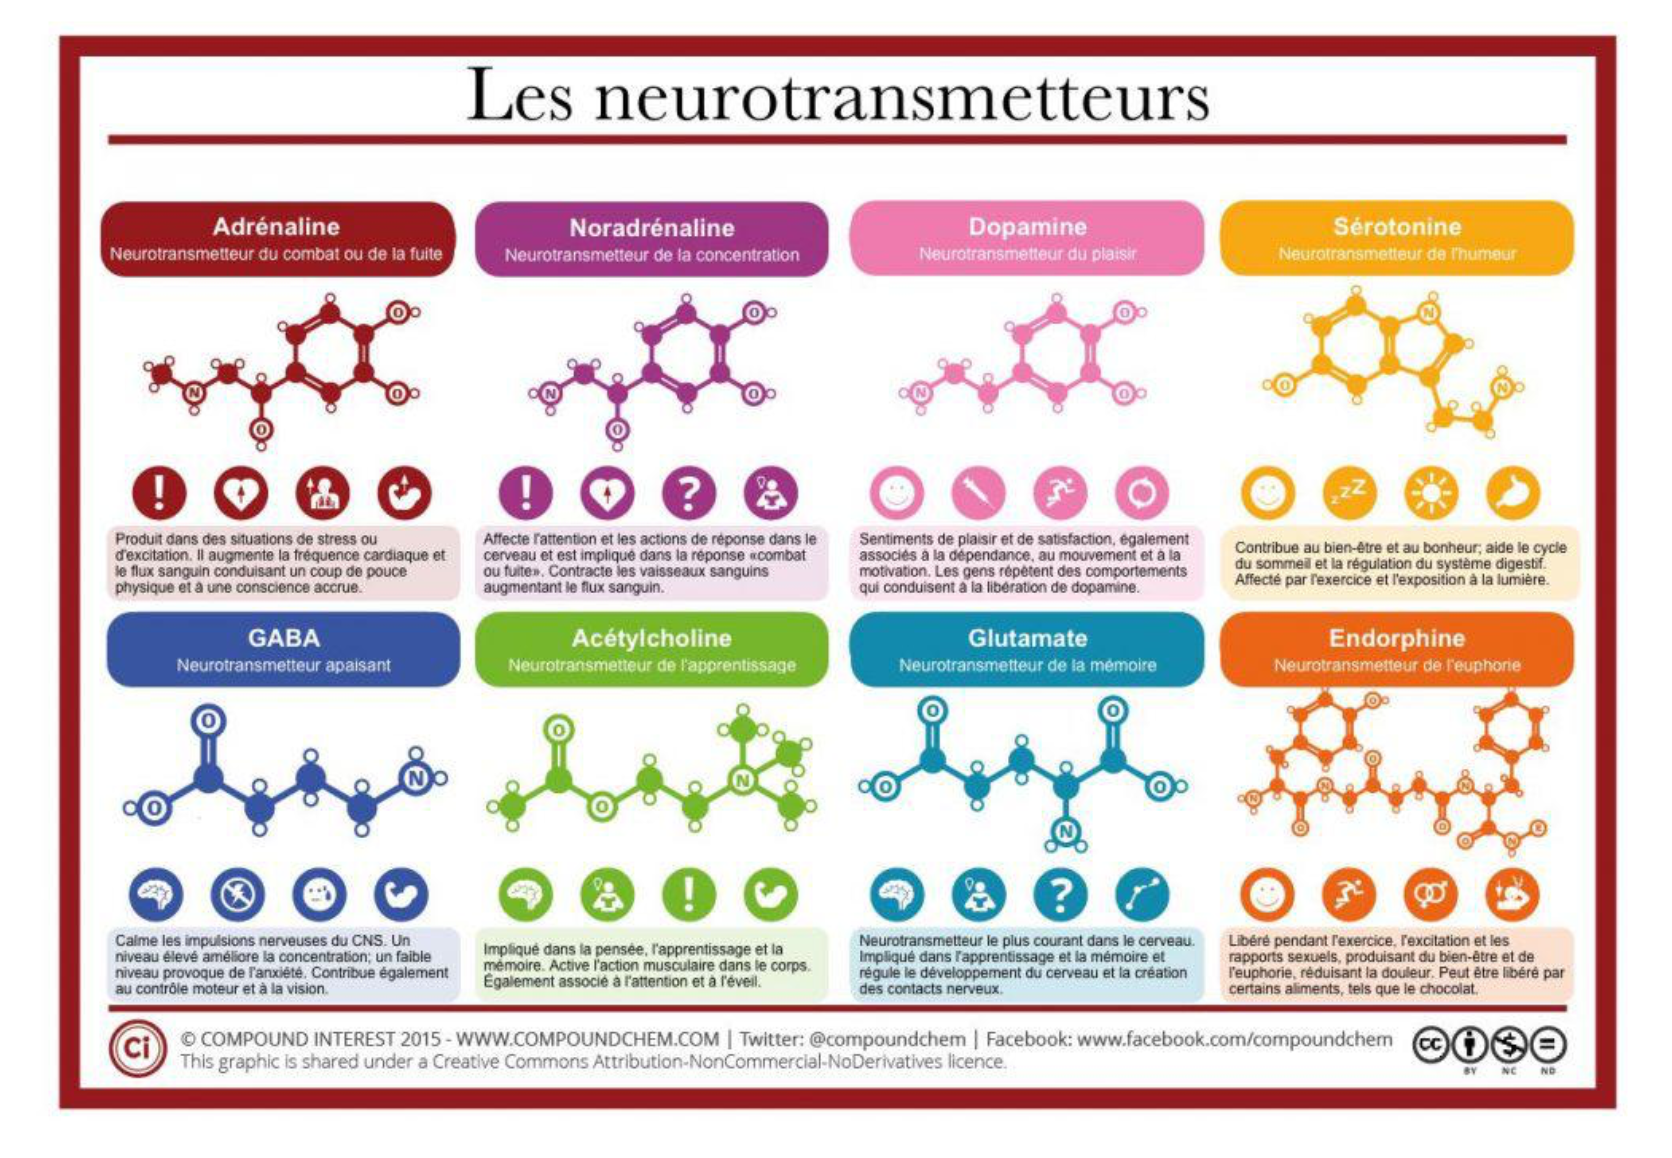 Les neurotransmetteurs
Adrénaline
Neurotransmetteur du combat ou de la fuite
Produit dans des situations de stress ou
d'excitation. Il augmente la fréquence cardiaque et
le flux sanguin conduisant un coup de pouce
physique et à une conscience accrue.
Noradrénaline
Neurotransmetteur de la concentration
Affecte l'attention et les actions de réponse dans le
cerveau et est impliqué dans la réponse «combat
ou fuite». Contracte les vaisseaux sanguins
augmentant le flux sanguin.
Dopamine
Neurotransmetteur du plaisir
Sentiments de plaisir et de satisfaction, également
associés à la dépendance, au mouvement et à la
motivation. Les gens répètent des comportements
qui conduisent à la libération de dopamine.
Sérotonine
Neurotransmetteur de l'humeur
Contribue au bien-être et au bonheur; aide le cycle
du sommeil et la régulation du système digestif.
Affecté par l'exercice et l'exposition à la lumière.
GABA
Neurotransmetteur apaisant
Calme les impulsions nerveuses du CNS. Un
niveau élevé améliore la concentration; un faible
niveau provoque de l'anxiété. Contribue également
au contrôle moteur et à la vision.
Acétylcholine
Neurotransmetteur de l'apprentissage
Impliqué dans la pensée, l'apprentissage et la
mémoire. Active l'action musculaire dans le corps.
Également associé à l'attention et à l'éveil.
Glutamate
Neurotransmetteur de la mémoire
Neurotransmetteur le plus courant dans le cerveau.
Impliqué dans l'apprentissage et la mémoire et
régule le développement du cerveau et la création
des contacts nerveux.
Endorphine
Neurotransmetteur de l'euphorie
Libéré pendant l'exercice, l'excitation et les
rapports sexuels, produisant du bien-être et de
l'euphorie, réduisant la douleur. Peut être libéré par
certains aliments, tels que le chocolat.
Ci
© COMPOUND INTEREST 2015 - WWW.COMPOUNDCHEM.COM | Twitter: @compoundchem | Facebook: www.facebook.com/compoundchem
This graphic is shared under a Creative Commons Attribution-NonCommercial-NoDerivatives licence.
cc
BY NC ND